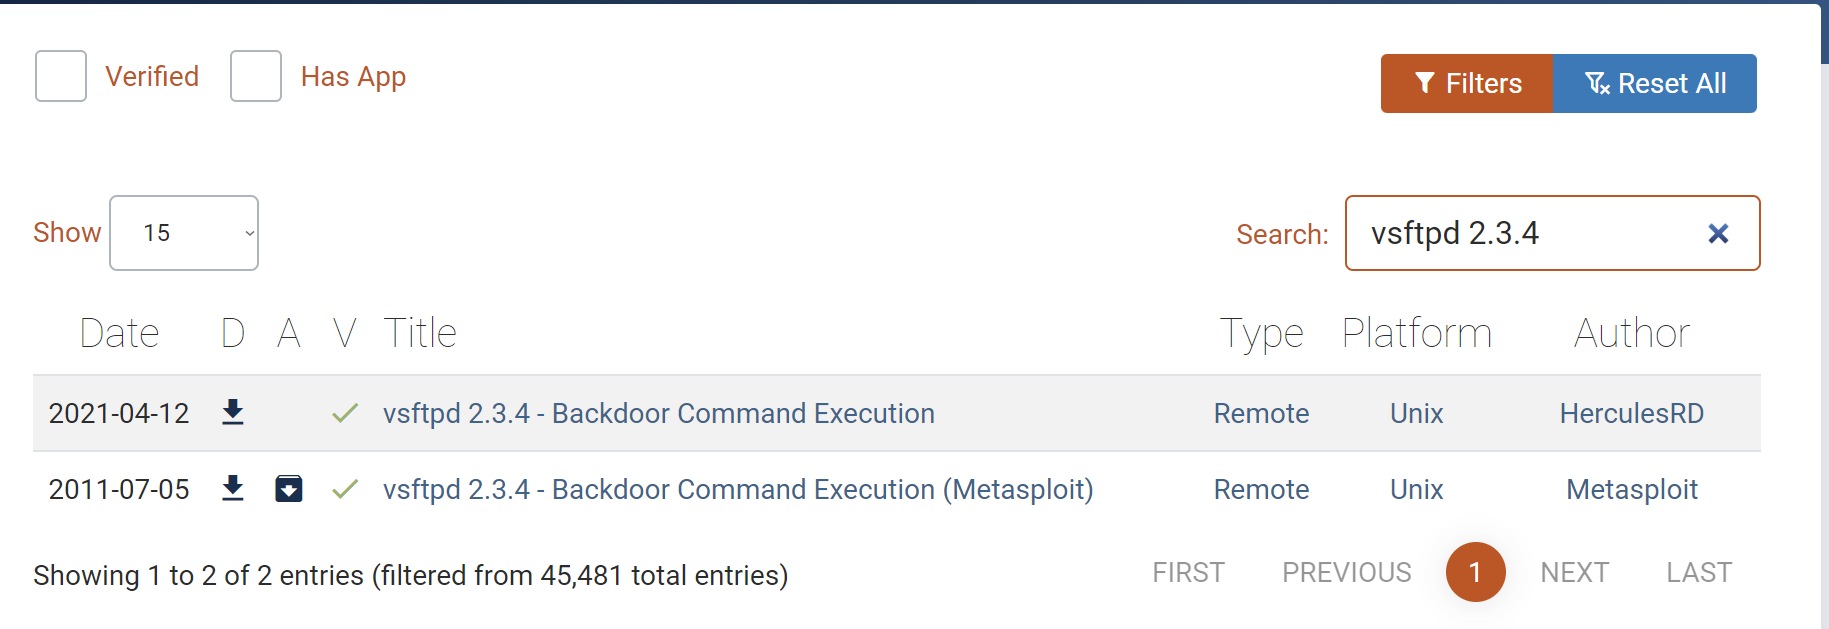 Verified Has App Filters Reset All
Show 15 Search: vsftpd 2.3.4
Date D A V Title Type Platform Author
2021-04-12 vsftpd 2.3.4 - Backdoor Command Execution Remote Unix HerculesRD
2011-07-05 vsftpd 2.3.4 - Backdoor Command Execution (Metasploit) Remote Unix Metasploit
Showing 1 to 2 of 2 entries (filtered from 45,481 total entries) FIRST PREVIOUS 1 NEXT LAST